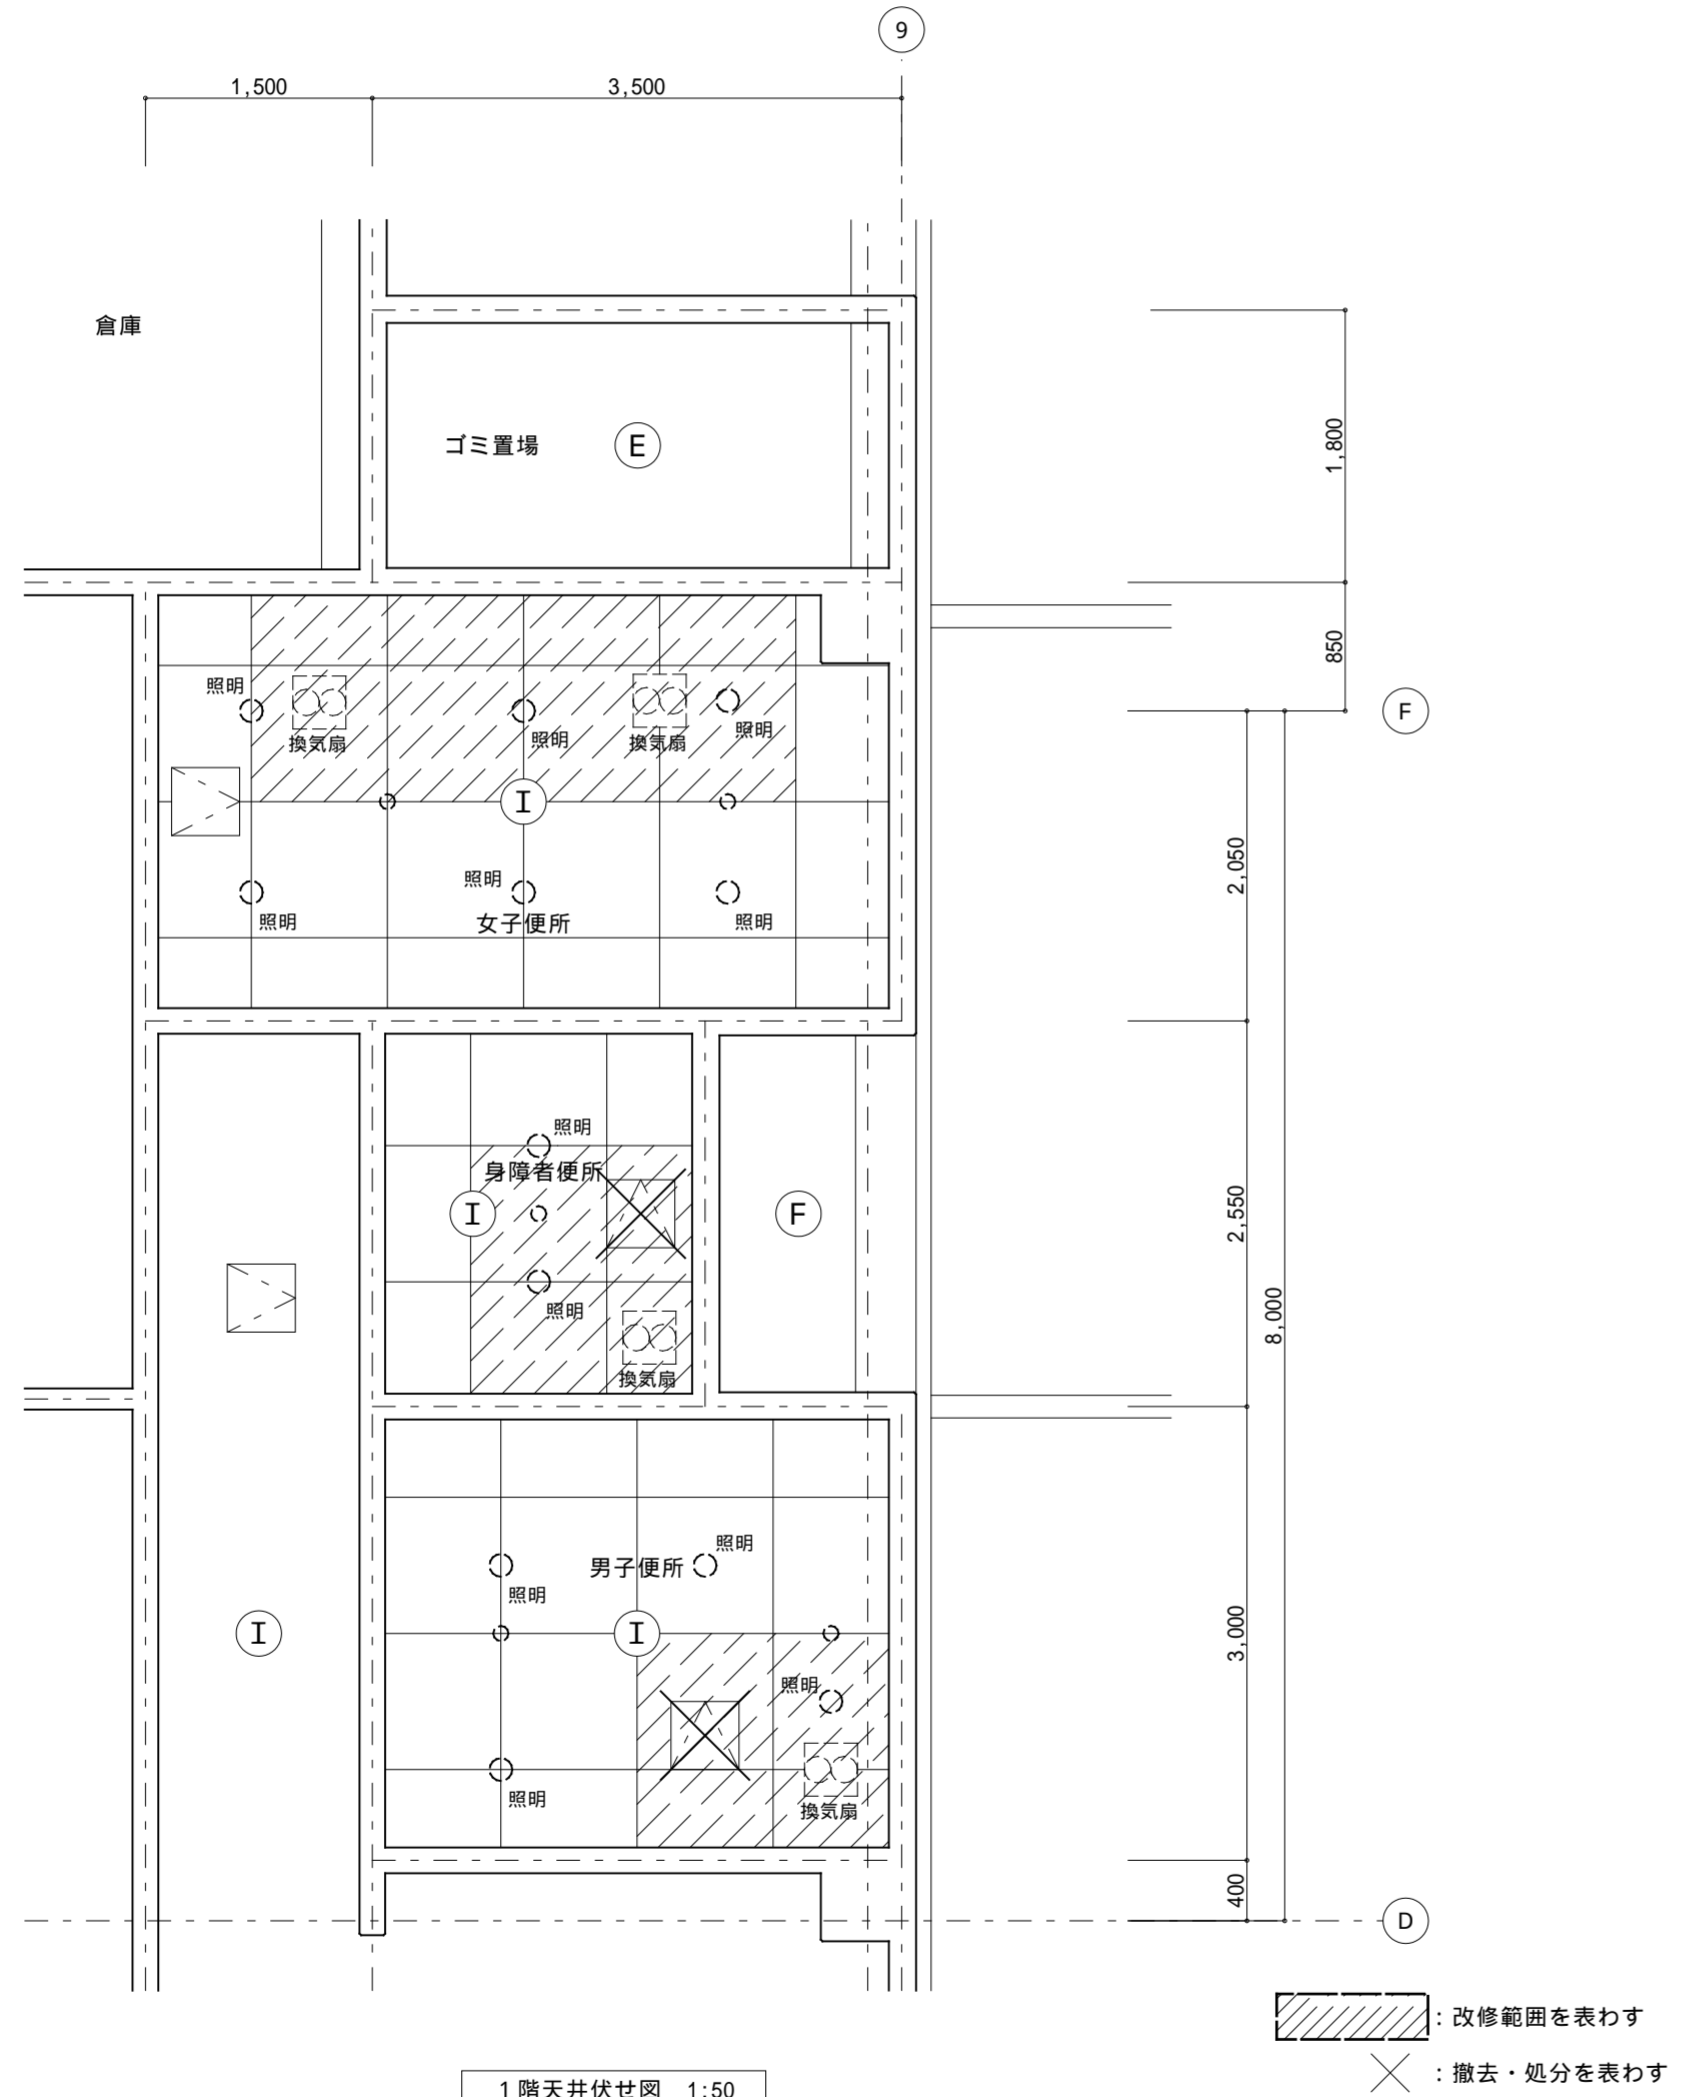 9
1,500
3,500
倉庫
ゴミ置場
E
1,800
850
照明
換気扇
照明
換気扇
照明
F
I
2,050
照明
照明
女子便所
照明
照明
身障者便所
I
F
2,550
照明
換気扇
8,000
照明
男子便所
照明
I
I
3,000
照明
照明
換気扇
400
D
：改修範囲を表わす
：撤去・処分を表わす
1階天井伏せ図 1:50